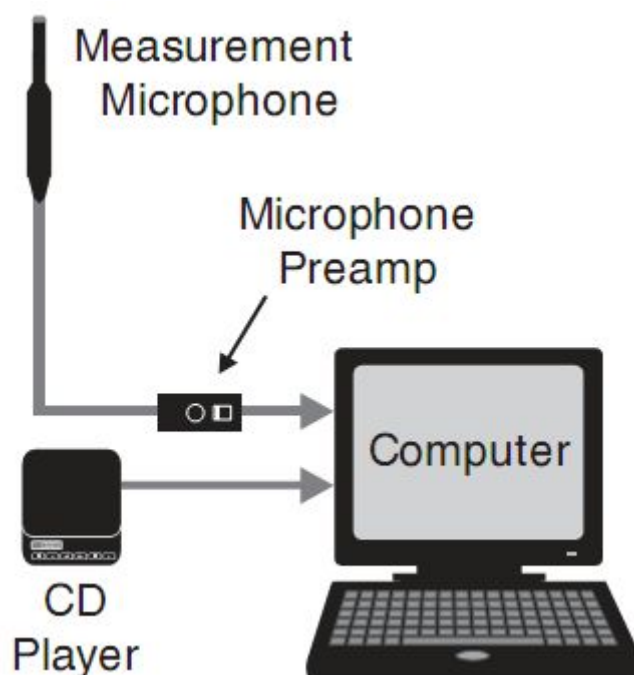 Measurement
Microphone
Microphone
Preamp
Computer
CD
Player